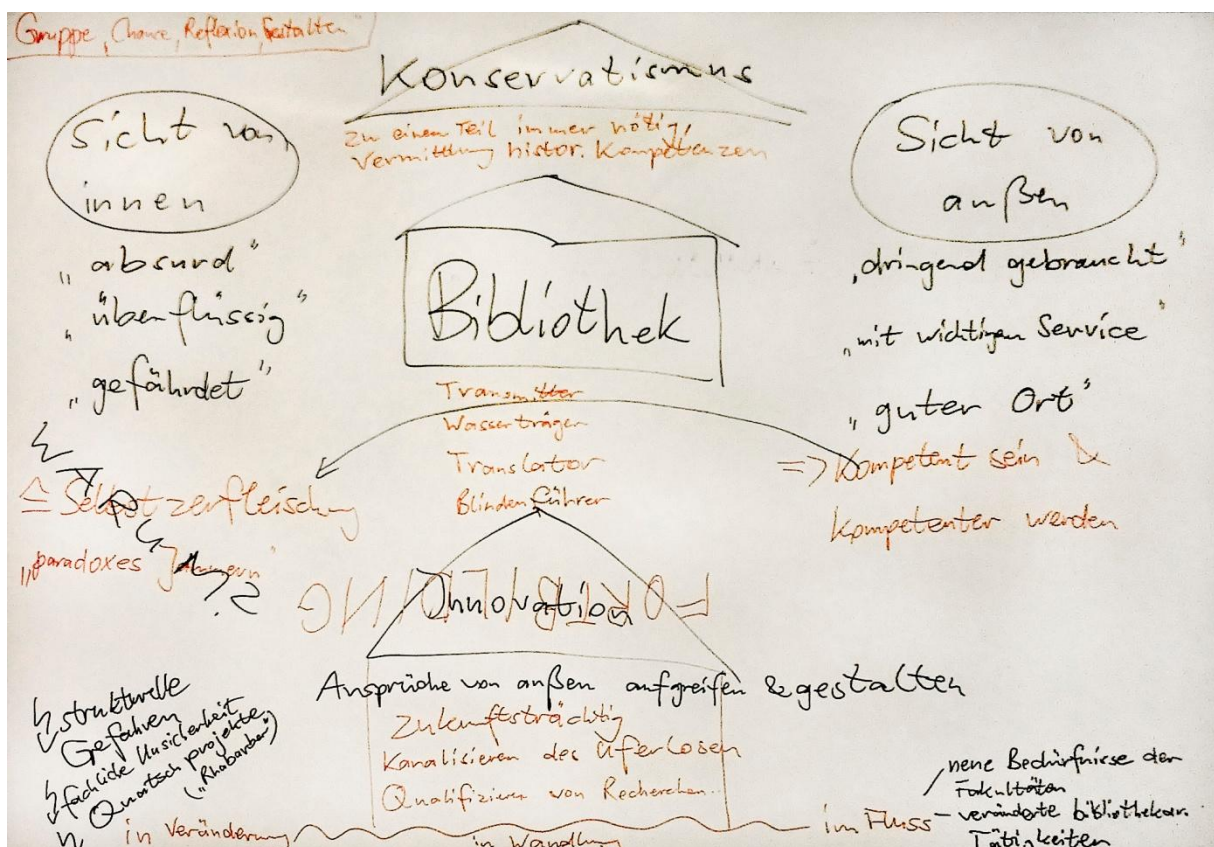 Gruppe, Chance, Reflexion, Gestalten
Konservatismus
zu einem Teil immer nötig,
Vermittlung histor. Kompetenzen
Sicht von
innen
„absurd"
„überflüssig"
„gefährdet"
≙ Selbstzerfleischung
„paradoxes Jammern"
Bibliothek
Transmitter
Wasserträger
Translator
Blindenführer
Sicht von
außen
„dringend gebraucht"
„mit wichtigen Service"
„guter Ort"
=> Kompetent sein &
Kompetenter werden
FORTBILDUNG
Innovation
Ansprüche von außen aufgreifen & gestalten
Zukunftsträchtig
Kanalisieren des Uferlosen
Qualifizieren von Recherchen..
strukturelle
Gefahren
fachliche Unsicherheit
Quatschprojekte
(„Rhabarber")
in Veränderung
in Wandlung
im Fluss
neue Bedürfnisse der
Fakultäten
– veränderte bibliothekar.
Tätigkeiten